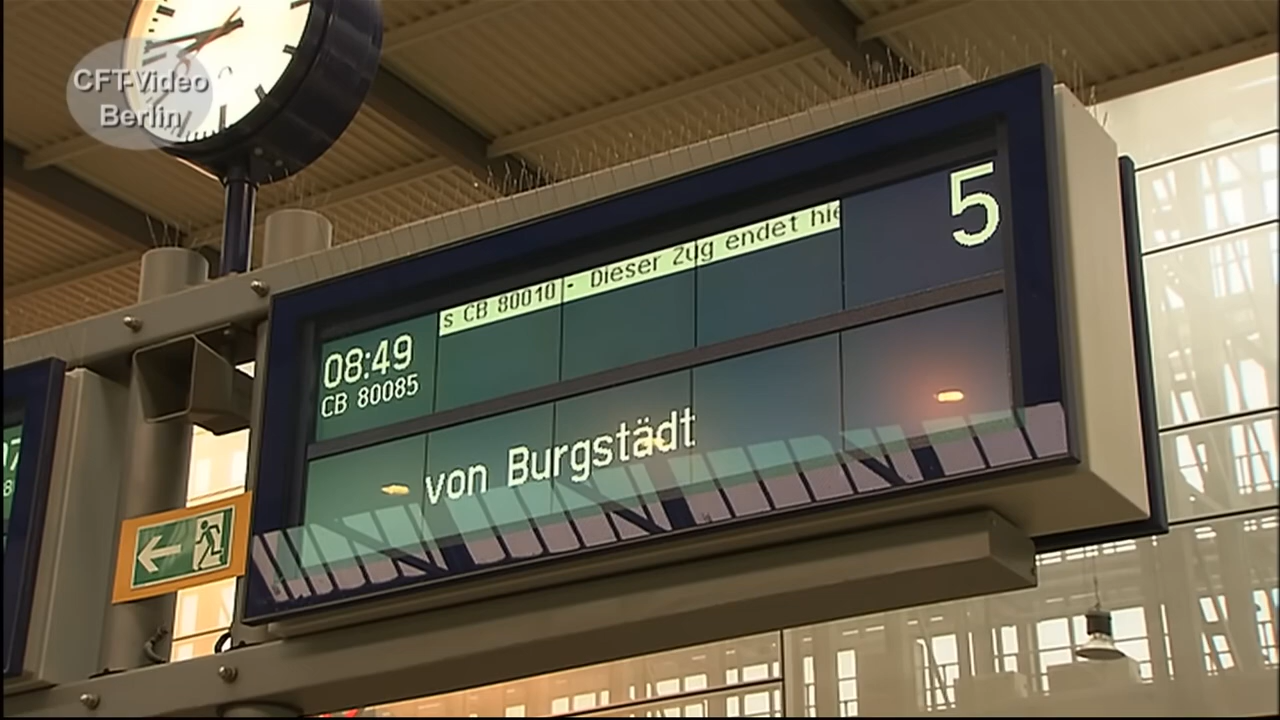 CFT-Video
Berlin
5
s CB 80010 - Dieser Zug endet hie
08:49
CB 80085
von Burgstädt